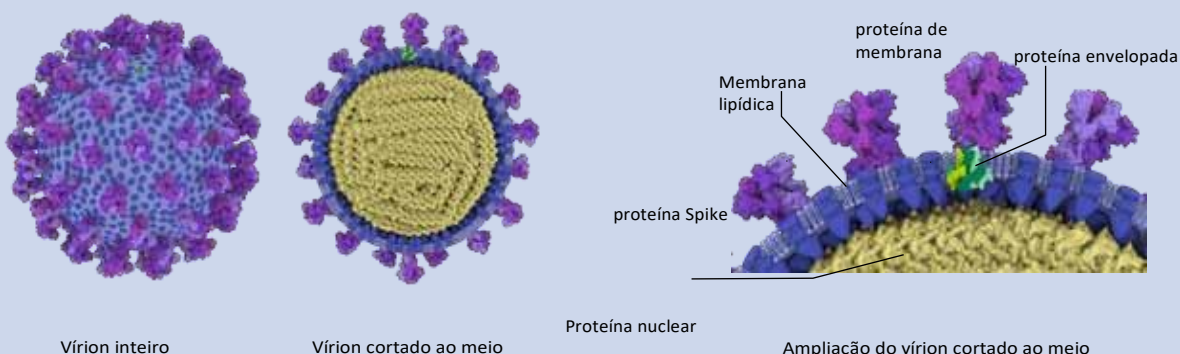 proteína de
membrana
proteína envelopada
Membrana
lipídica
proteína Spike
Proteína nuclear
Vírion inteiro
Vírion cortado ao meio
Ampliação do vírion cortado ao meio